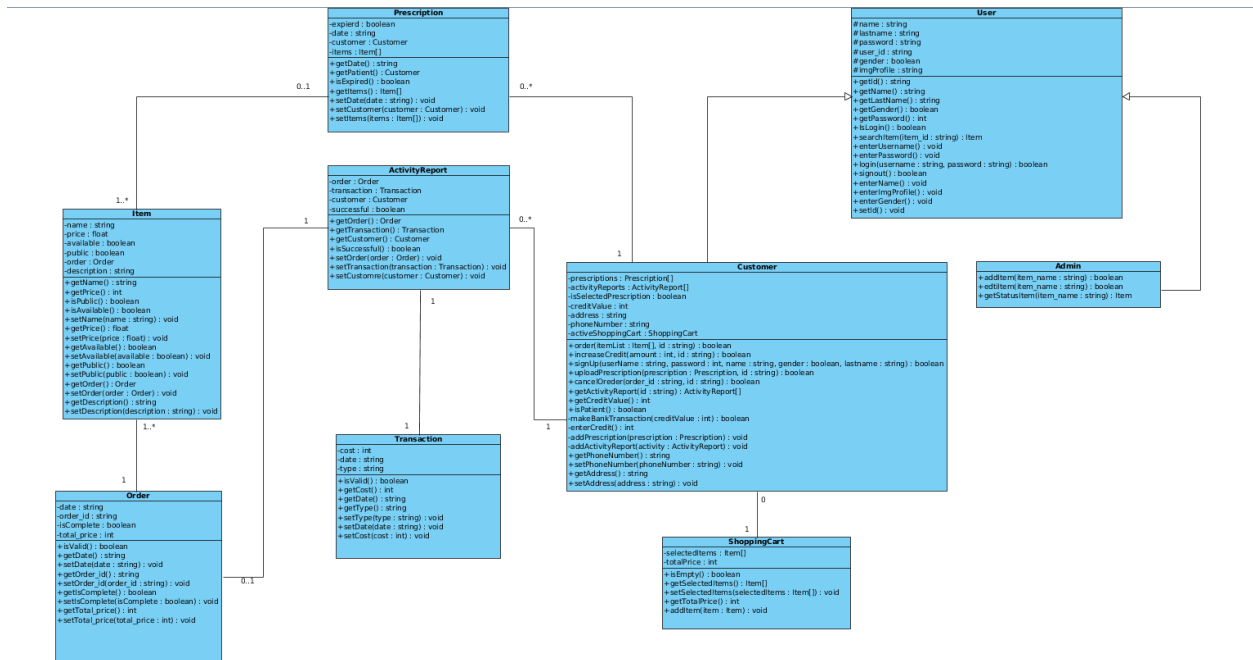 Prescription
-expierd : boolean
-date : string
-customer : Customer
-items : Item[]
+getDate() : string
+getPatient() : Customer
+isExpired() : boolean
+getItems() : Item[]
+setDate(date : string) : void
+setCustomer(customer : Customer) : void
+setItems(items : Item[]) : void
User
#name : string
#lastname : string
#password : string
#user_id : string
#gender : boolean
#imgProfile : string
+getId() : string
+getName() : string
+getLastName() : string
+getGender() : boolean
+getPassword() : int
+IsLogin() : boolean
+searchItem(item_id : string) : Item
+enterUsername() : void
+enterPassword() : void
+login(username : string, password : string) : boolean
+signout() : boolean
+enterName() : void
+enterImgProfile() : void
+enterGender() : void
+setId() : void
0..1
0..*
ActivityReport
-order : Order
-transaction : Transaction
-customer : Customer
-successful : boolean
+getOrder() : Order
+getTransaction() : Transaction
+getCustomer() : Customer
+isSuccessful() : boolean
+setOrder(order : Order) : void
+setTransaction(transaction : Transaction) : void
+setCustomre(customer : Customer) : void
1..*
1
0..*
1
1
Item
-name : string
-price : float
-available : boolean
-public : boolean
-order : Order
-description : string
+getName() : string
+getPrice() : int
+isPublic() : boolean
+isAvailable() : boolean
+setName(name : string) : void
+getPrice() : float
+setPrice(price : float) : void
+getAvailable() : boolean
+setAvailable(available : boolean) : void
+getPublic() : boolean
+setPublic(public : boolean) : void
+getOrder() : Order
+setOrder(order : Order) : void
+getDescription() : string
+setDescription(description : string) : void
Customer
-prescriptions : Prescription[]
-activityReports : ActivityReport[]
-isSelectedPrescription : boolean
-creditValue : int
-address : string
-phoneNumber : string
-activeShoppingCart : ShoppingCart
+order(itemList : Item[], id : string) : boolean
+increaseCredit(amount : int, id : string) : boolean
+signUp(userName : string, password : int, name : string, gender : boolean, lastname : string) : boolean
+uploadPrescription(prescription : Prescription, id : string) : boolean
+cancelOreder(order_id : string, id : string) : boolean
+getActivityReport(id : string) : ActivityReport[]
+getCreditValue() : int
+isPatient() : boolean
-makeBankTransaction(creditValue : int) : boolean
-enterCredit() : int
-addPrescription(prescription : Prescription) : void
-addActivityReport(activity : ActivityReport) : void
+getPhoneNumber() : string
+setPhoneNumber(phoneNumber : string) : void
+getAddress() : string
+setAddress(address : string) : void
Admin
+addItem(item_name : string) : boolean
+edtiItem(item_name : string) : boolean
+getStatusItem(item_name : string) : Item
1..*
1
1
1
Transaction
-cost : int
-date : string
-type : string
+isValid() : boolean
+getCost() : int
+getDate() : string
+getType() : string
+setType(type : string) : void
+setDate(date : string) : void
+setCost(cost : int) : void
Order
-date : string
-order_id : string
-isComplete : boolean
-total_price : int
+isValid() : boolean
+getDate() : string
+setDate(date : string) : void
+getOrder_id() : string
+setOrder_id(order_id : string) : void
+getIsComplete() : boolean
+setIsComplete(isComplete : boolean) : void
+getTotal_price() : int
+setTotal_price(total_price : int) : void
0..1
0
1
ShoppingCart
-selectedItems : Item[]
-totalPrice : int
+isEmpty() : boolean
+getSelectedItems() : Item[]
+setSelectedItems(selectedItems : Item[]) : void
+getTotalPrice() : int
+addItem(item : Item) : void